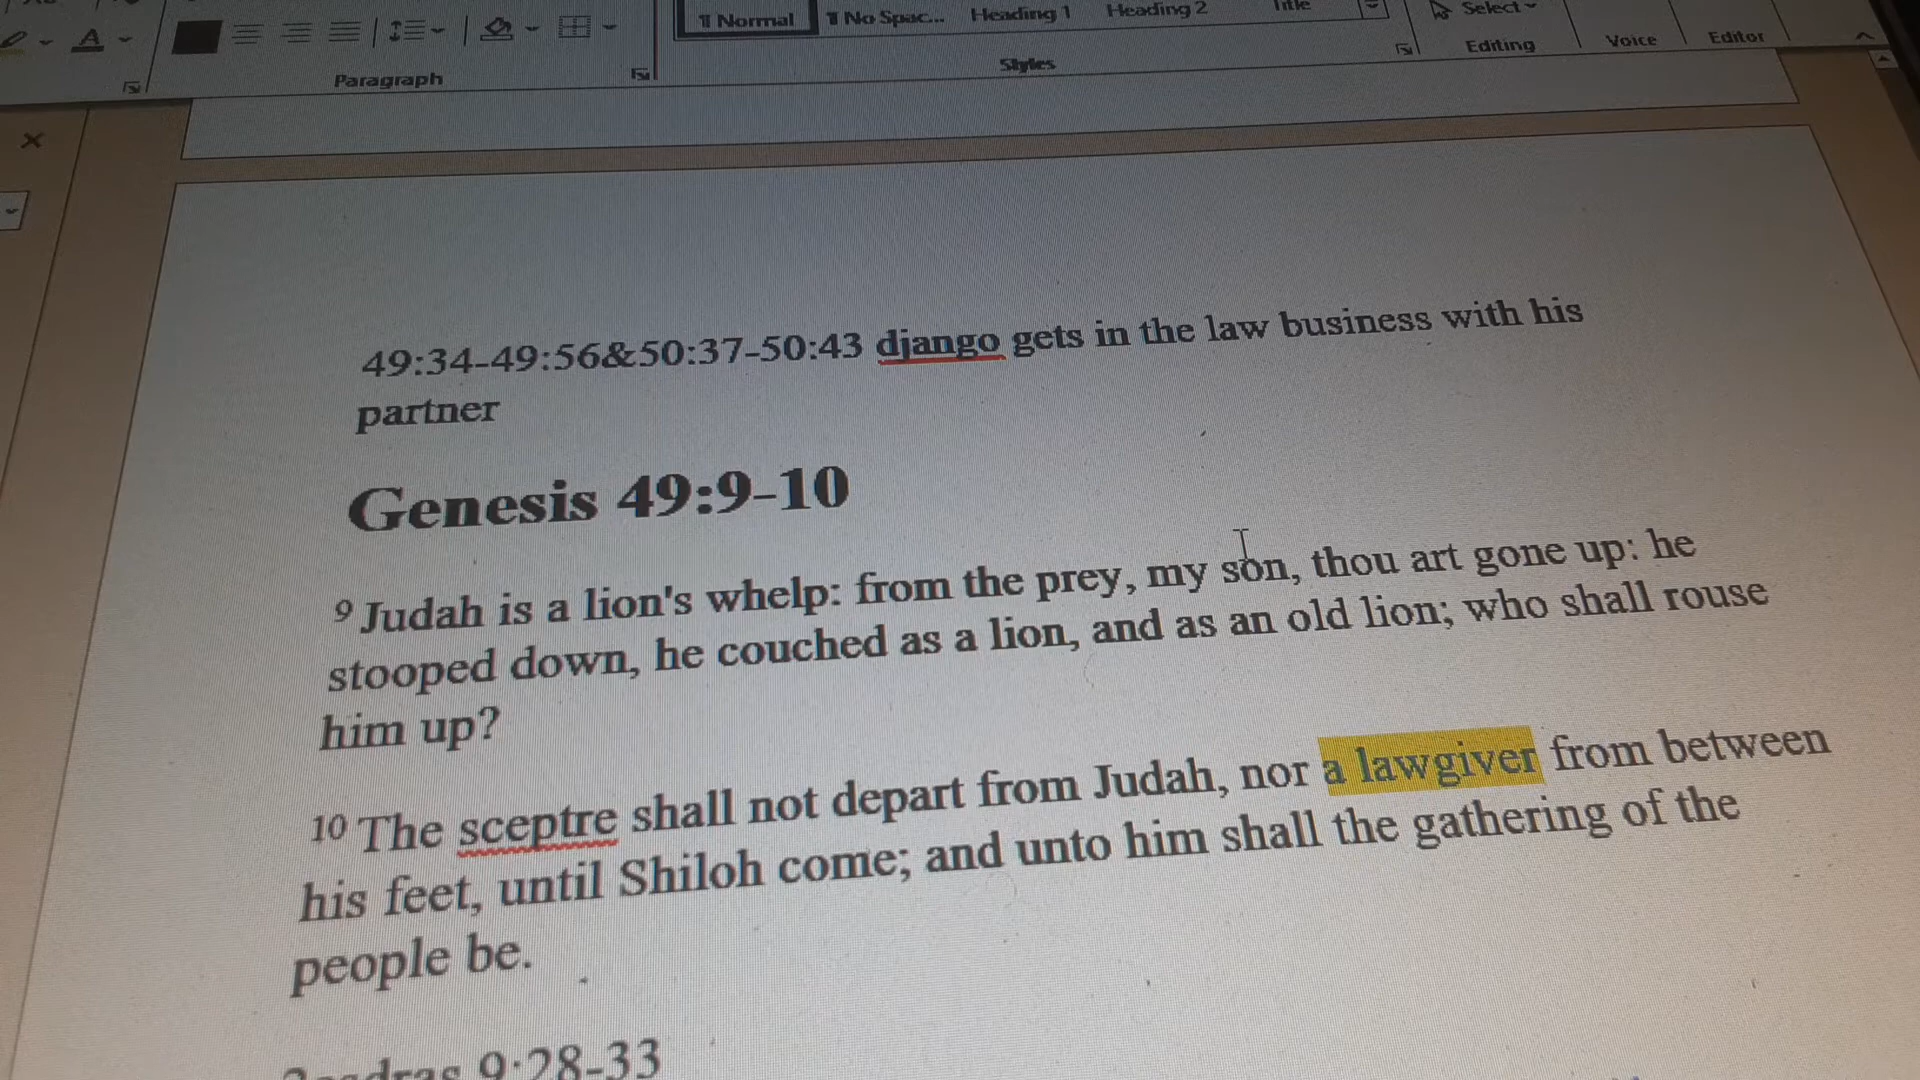 ¶ Normal
¶ No Spac...
Heading 1
Heading 2
Title
Select
Paragraph
Styles
Editing
Voice
Editor
49:34-49:56&50:37-50:43 django gets in the law business with his
partner
Genesis 49:9-10
9 Judah is a lion's whelp: from the prey, my son, thou art gone up: he
stooped down, he couched as a lion, and as an old lion; who shall rouse
him up?
10 The sceptre shall not depart from Judah, nor a lawgiver from between
his feet, until Shiloh come; and unto him shall the gathering of the
people be.
9:28-33